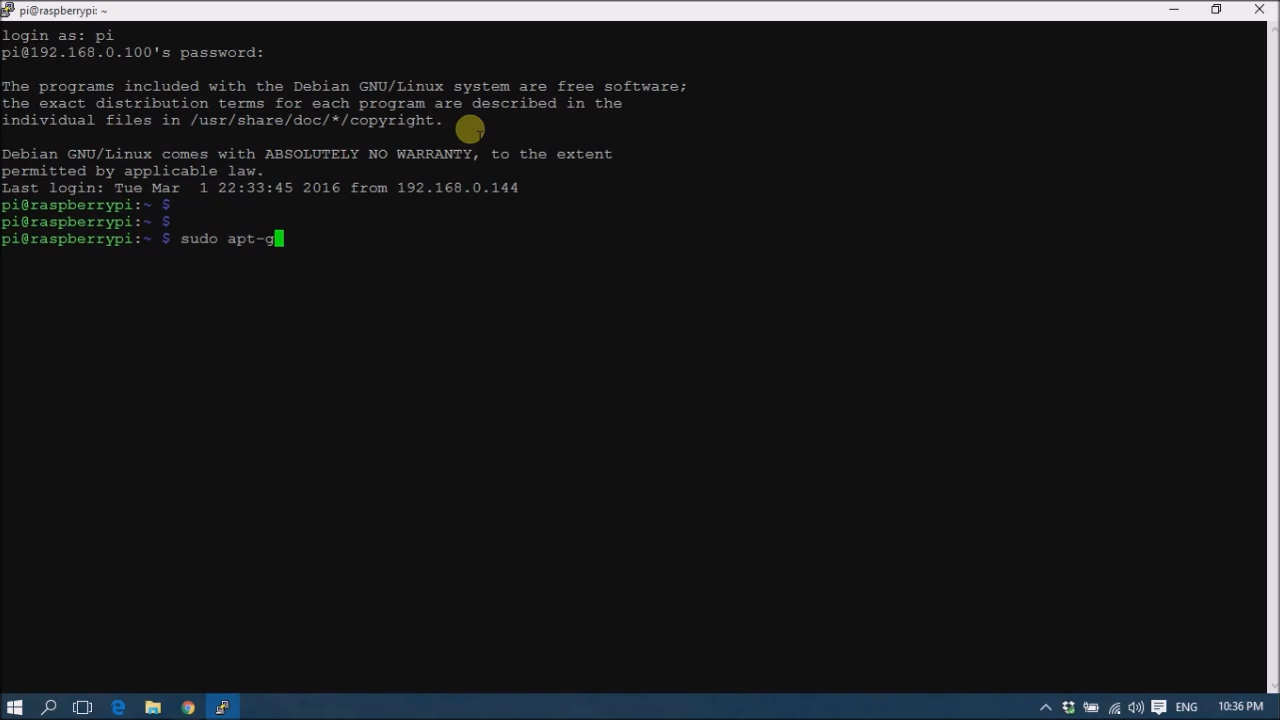 pi@raspberrypi: ~
login as: pi
pi@192.168.0.100's password:
The programs included with the Debian GNU/Linux system are free software;
the exact distribution terms for each program are described in the
individual files in /usr/share/doc/*/copyright.
Debian GNU/Linux comes with ABSOLUTELY NO WARRANTY, to the extent
permitted by applicable law.
Last login: Tue Mar  1 22:33:45 2016 from 192.168.0.144
pi@raspberrypi:~ $
pi@raspberrypi:~ $
pi@raspberrypi:~ $ sudo apt-g
ENG 10:36 PM